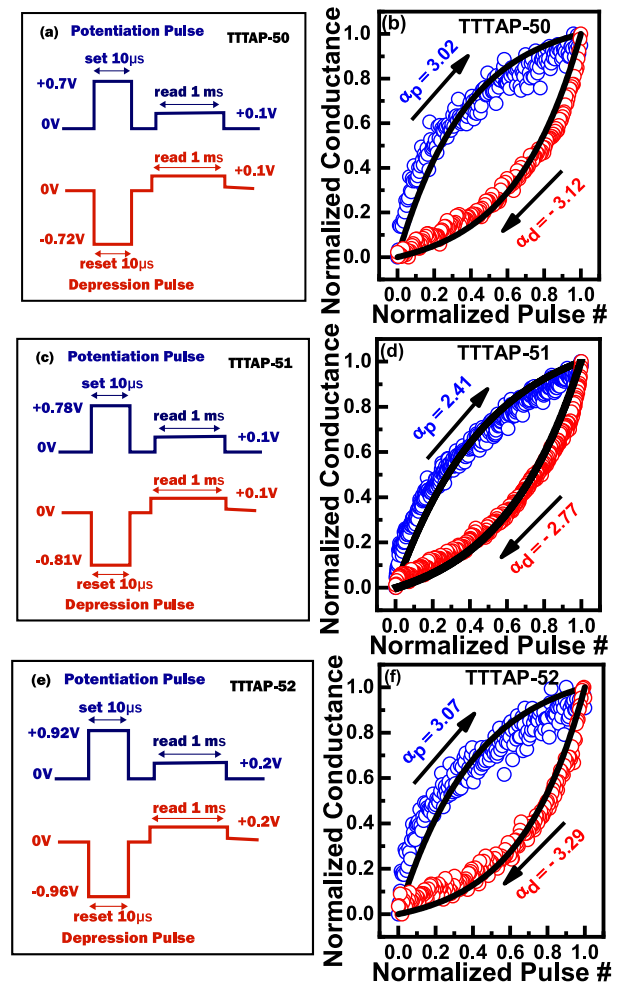 (a)
Potentiation Pulse
TTTAP-50
set 10µs
read 1 ms
+0.7V
+0.1V
0V
read 1 ms
+0.1V
0V
-0.72V
reset 10µs
Depression Pulse
(b) TTTAP-50
Normalized Conductance
1.0
0.8
0.6
0.4
0.2
0.0
αp = 3.02
αd = - 3.12
0.0 0.2 0.4 0.6 0.8 1.0
Normalized Pulse #
(c)
Potentiation Pulse
TTTAP-51
set 10µs
read 1 ms
+0.78V
+0.1V
0V
read 1 ms
+0.1V
0V
-0.81V
reset 10µs
Depression Pulse
(d) TTTAP-51
Normalized Conductance
1.0
0.8
0.6
0.4
0.2
0.0
αp = 2.41
αd = - 2.77
0.0 0.2 0.4 0.6 0.8 1.0
Normalized Pulse #
(e) Potentiation Pulse
TTTAP-52
set 10µs
read 1 ms
+0.92V
+0.2V
0V
read 1 ms
+0.2V
0V
-0.96V
reset 10µs
Depression Pulse
(f) TTTAP-52
Normalized Conductance
1.0
0.8
0.6
0.4
0.2
0.0
αp = 3.07
αd = - 3.29
0.0 0.2 0.4 0.6 0.8 1.0
Normalized Pulse #